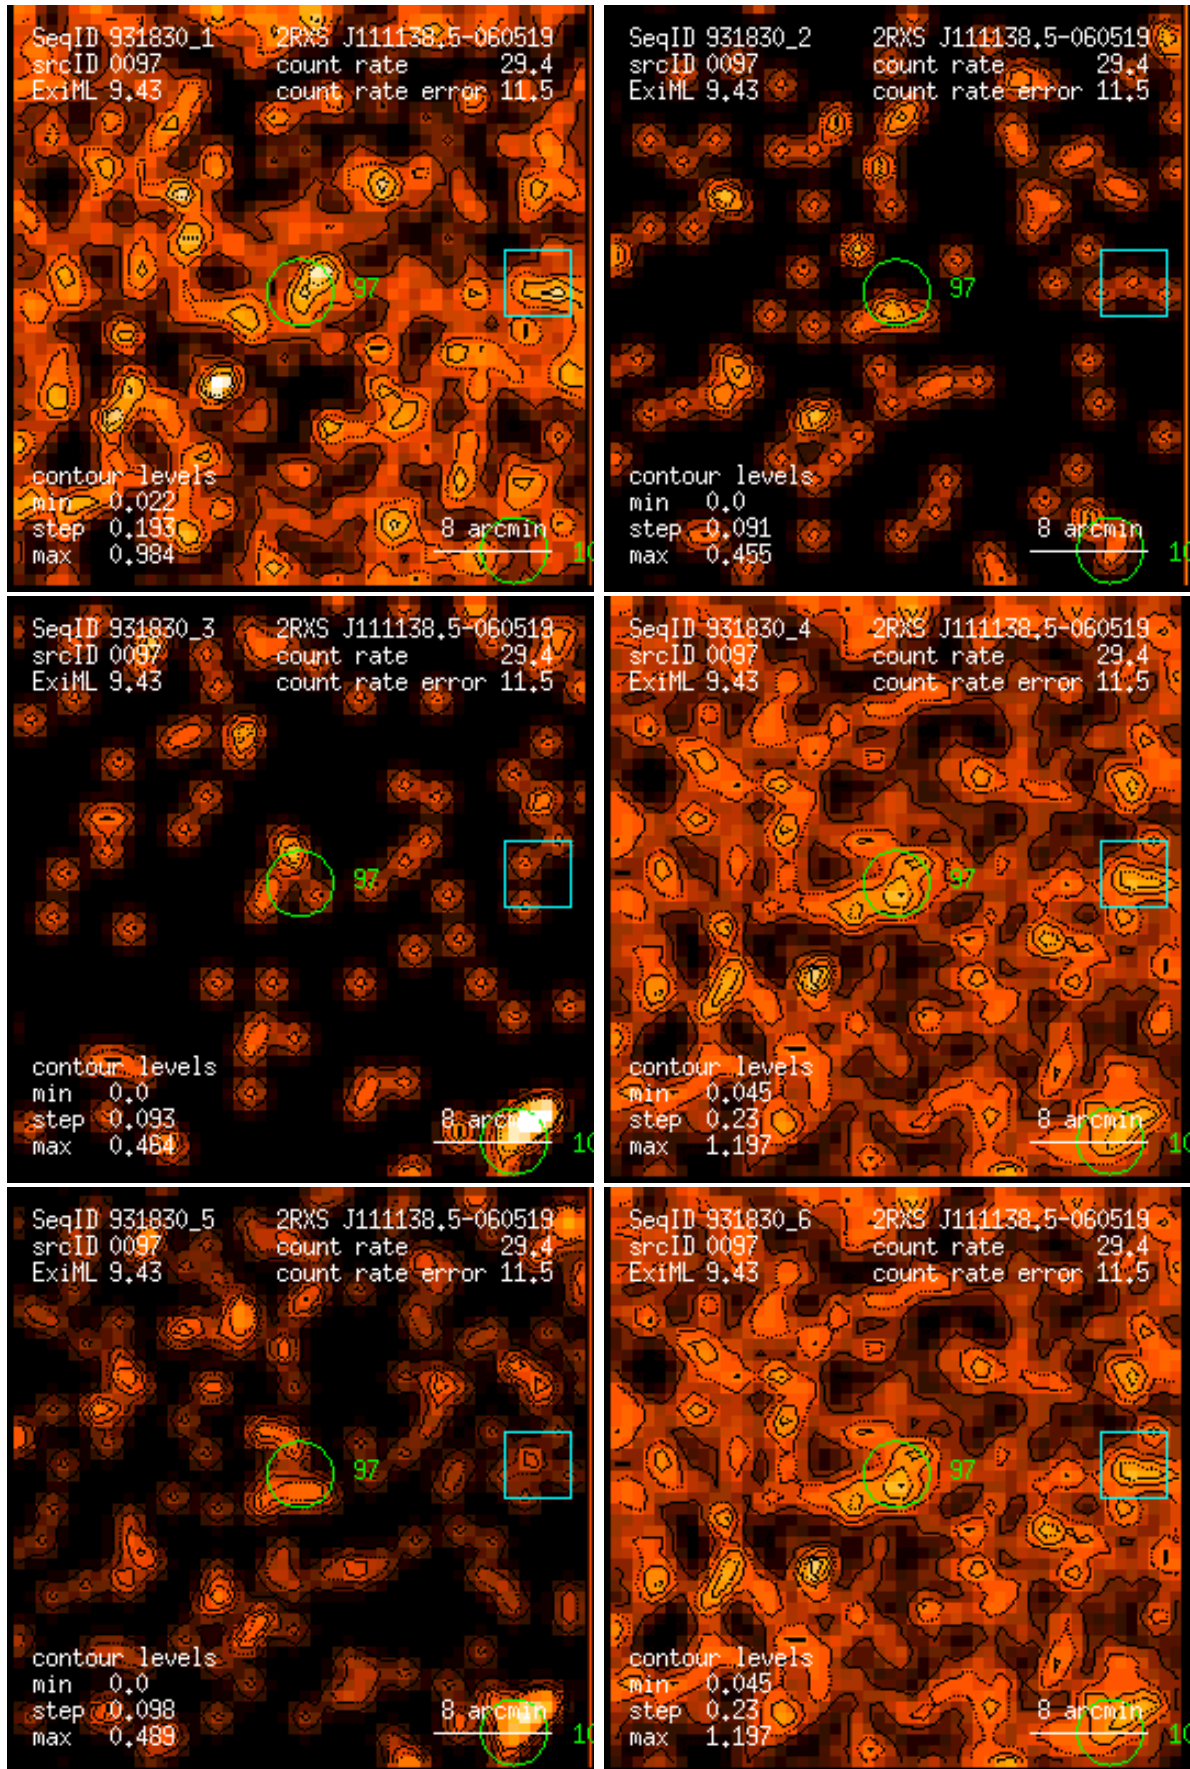 SeqID 931830_1 2RXS J111138.5-060519
srcID 0097 count rate 29.4
ExiML 9.43 count rate error 11.5
97
contour levels
min 0.022
step 0.193 8 arcmin
max 0.984 10
SeqID 931830_2 2RXS J111138.5-060519
srcID 0097 count rate 29.4
ExiML 9.43 count rate error 11.5
97
contour levels
min 0.0
step 0.091 8 arcmin
max 0.455 10
SeqID 931830_3 2RXS J111138.5-060519
srcID 0097 count rate 29.4
ExiML 9.43 count rate error 11.5
97
contour levels
min 0.0
step 0.093 8 arcmin
max 0.464 10
SeqID 931830_4 2RXS J111138.5-060519
srcID 0097 count rate 29.4
ExiML 9.43 count rate error 11.5
97
contour levels
min 0.045
step 0.23 8 arcmin
max 1.197 10
SeqID 931830_5 2RXS J111138.5-060519
srcID 0097 count rate 29.4
ExiML 9.43 count rate error 11.5
97
contour levels
min 0.0
step 0.098 8 arcmin
max 0.489 10
SeqID 931830_6 2RXS J111138.5-060519
srcID 0097 count rate 29.4
ExiML 9.43 count rate error 11.5
97
contour levels
min 0.045
step 0.23 8 arcmin
max 1.197 10